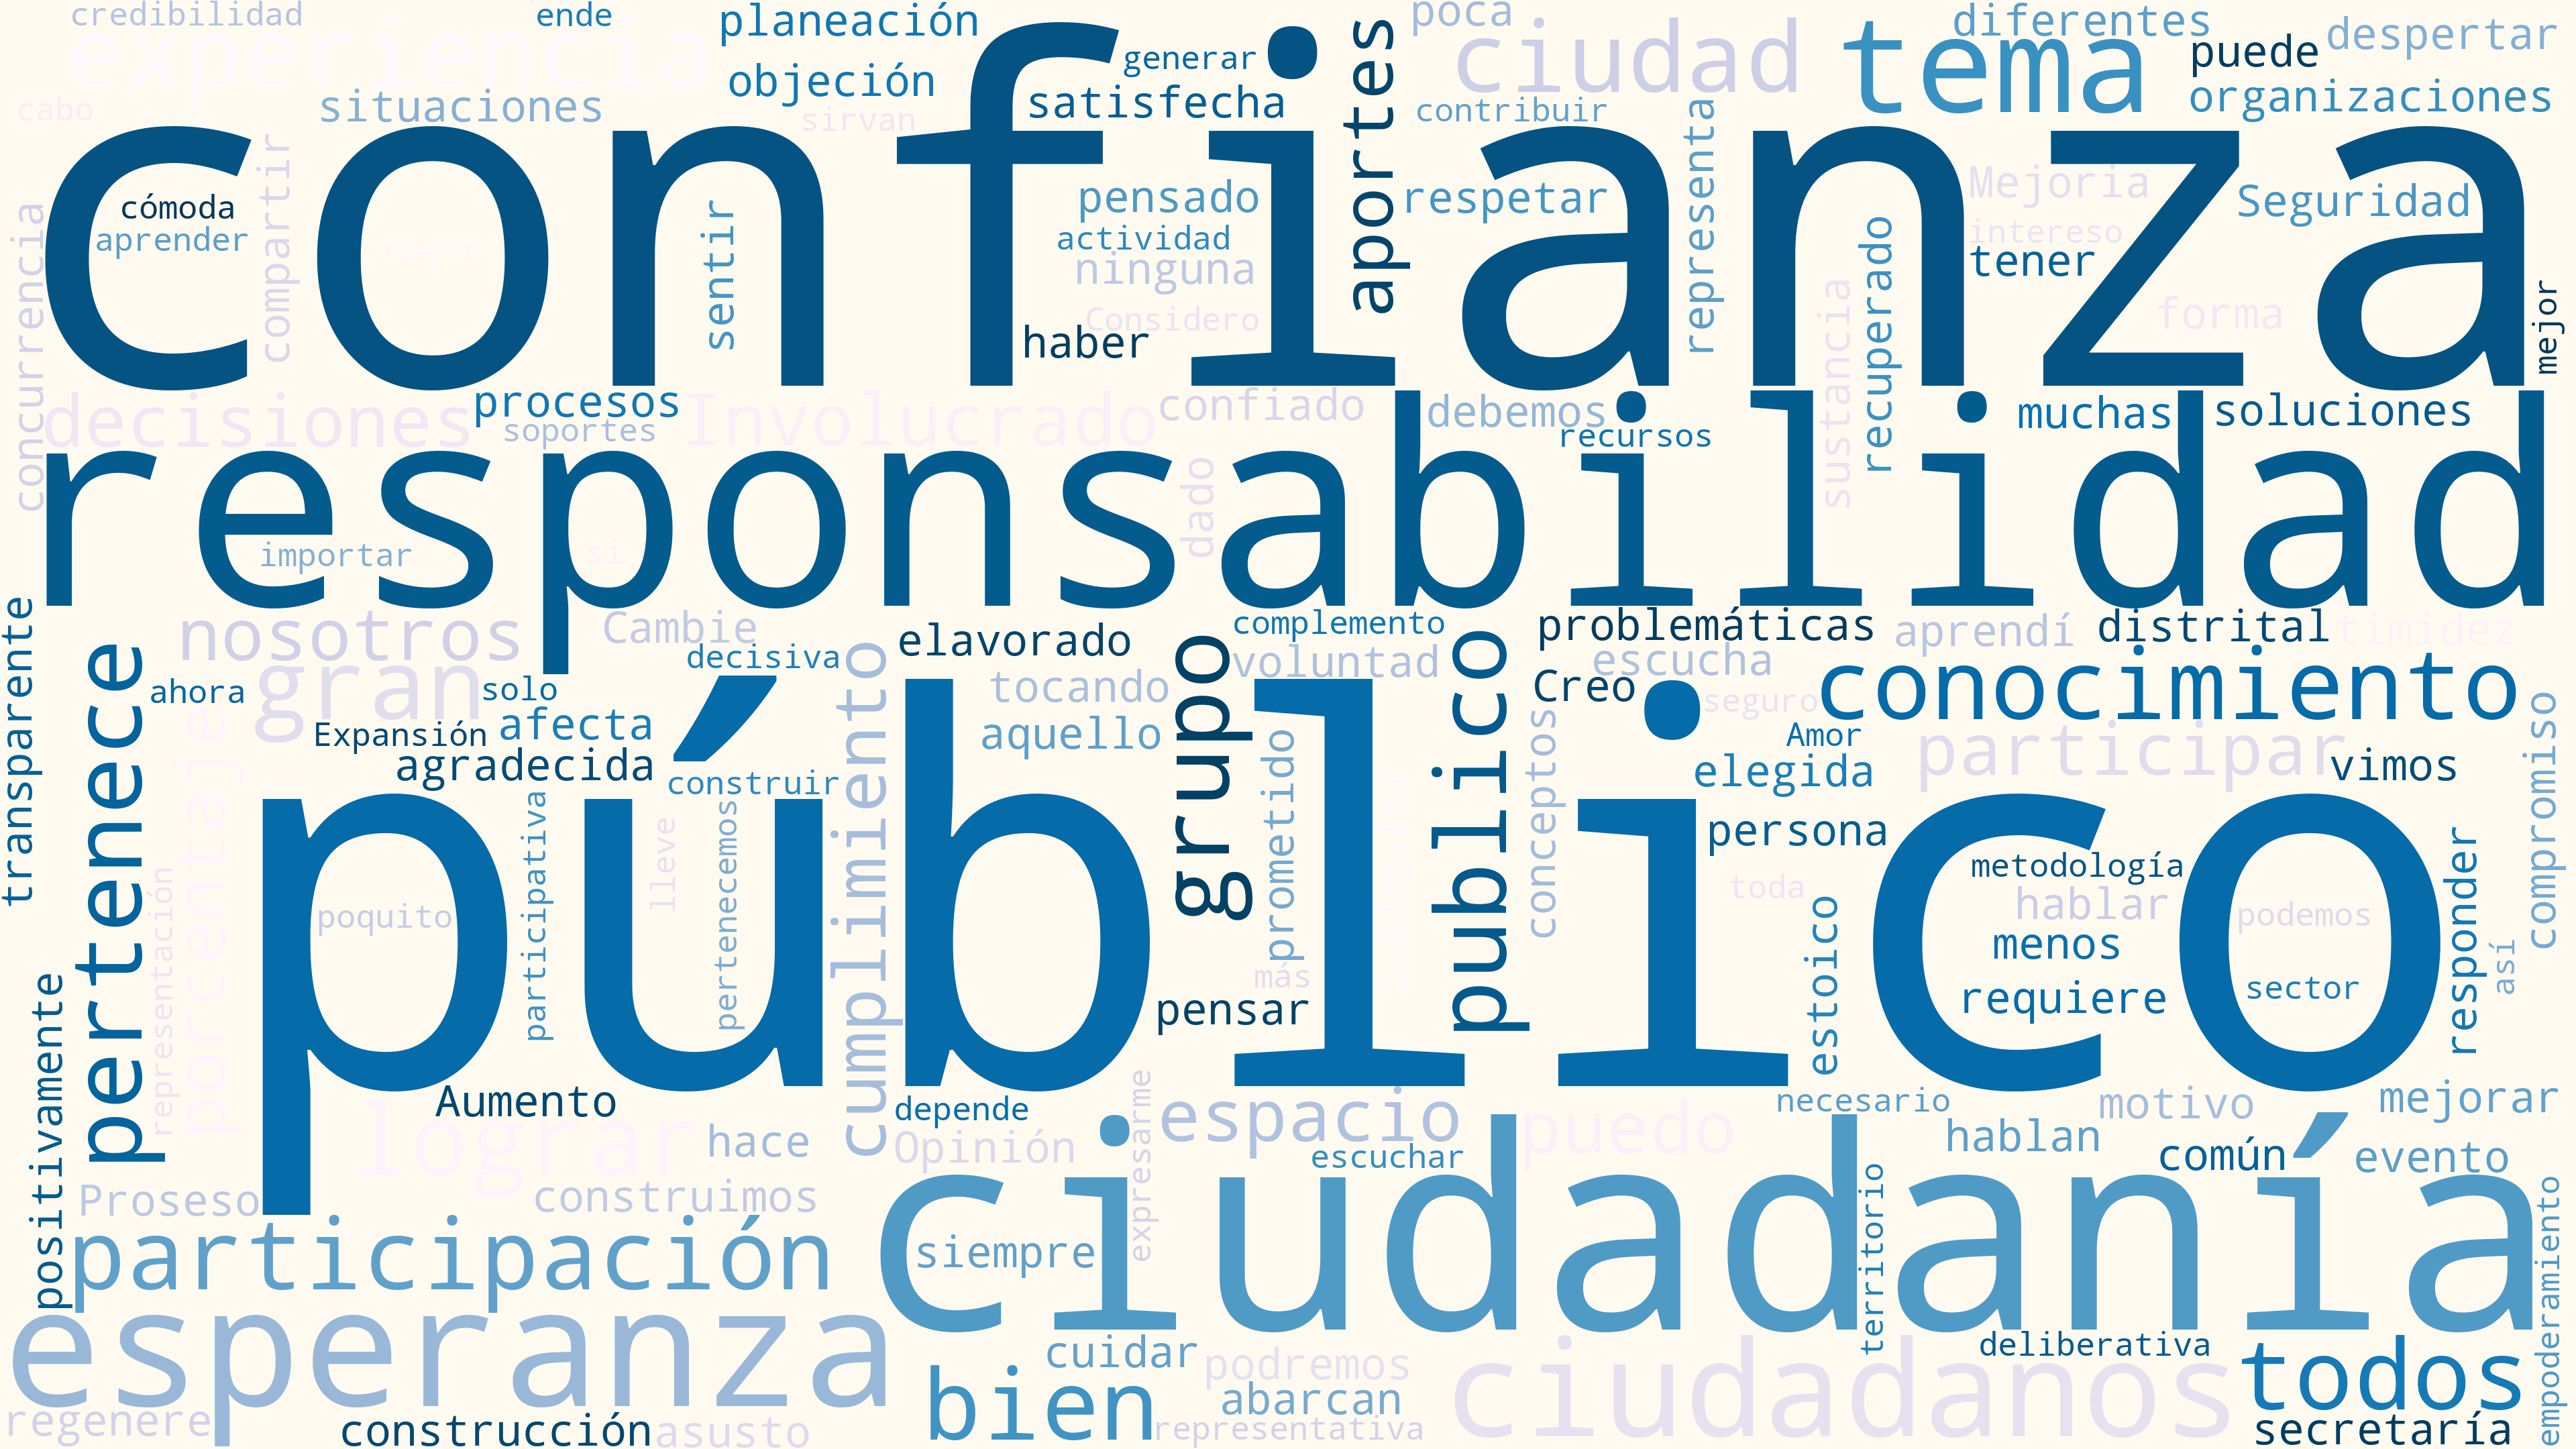 credibilidad
ende
planeación
poca
diferentes
experiencia
generar
aportes
ciudad
tema
puede
despertar
objeción
situaciones
satisfecha
contribuir
organizaciones
cabo
sirvan
confianza
compartir
representa
cómoda
aprender
mayor
sentir
pensado
respetar
Mejoria
Seguridad
actividad
intereso
ninguna
recuperado
tener
concurrencia
Considero
haber
sustancia
forma
mejor
decisiones
procesos
soportes
Involucrado
confiado
debemos
recursos
muchas
soluciones
responsabilidad
dado
importar
si
transparente
nosotros
Cambie
elavorado
complemento
problemáticas
aprendí
distrital
timidez
decisiva
voluntad
escucha
gran
ahora
solo
tocando
Creo
seguro
conocimiento
pertenece
Expansión
afecta
aquello
grupo
publico
Amor
participar
vimos
agradecida
construir
elegida
compromiso
público
porcentaje
cumplimiento
prometido
conceptos
persona
participativa
lleve
pertenecemos
representación
poquito
metodología
toda
hablar
podemos
responder
menos
estoico
más
así
requiere
sector
pensar
positivamente
Aumento
lograr
hace
depende
Opinión
expresarme
espacio
puedo
necesario
motivo
mejorar
hablan
común
evento
escuchar
Proseso
construimos
participación
ciudadanía
siempre
territorio
empoderamiento
esperanza
cuidar
podremos
deliberativa
ciudadanos
todos
bien
abarcan
regenere
construcción
asusto
representativa
secretaría